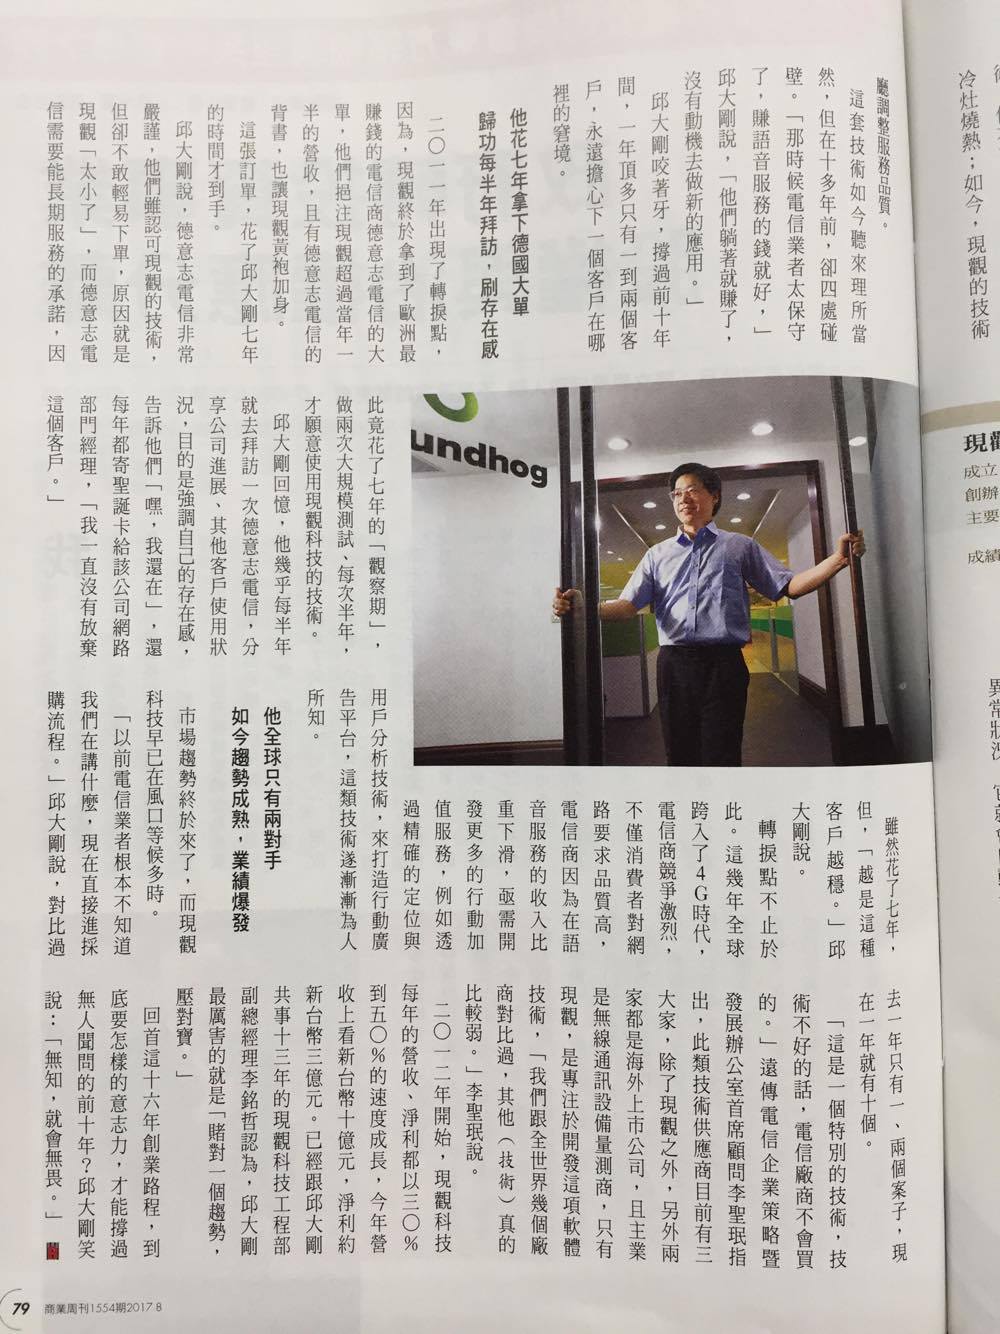 廳調整服務品質。
這套技術如今聽來理所當
然，但在十多年前，卻四處碰
壁。「那時候電信業者太保守
了，賺語音服務的錢就好，」
邱大剛說，「他們躺著就賺了，
沒有動機去做新的應用。」
邱大剛咬著牙，撐過前十年
間，一年頂多只有一到兩個客
戶，永遠擔心下一個客戶在哪
裡的窘境。
他花七年拿下德國大單
歸功每半年拜訪，刷存在感
二〇一一年出現了轉捩點，
因為，現觀終於拿到了歐洲最
賺錢的電信商德意志電信的大
單，他們挹注現觀超過當年一
半的營收，且有德意志電信的
背書，也讓現觀黃袍加身。
這張訂單，花了邱大剛七年
的時間才到手。
邱大剛說，德意志電信非常
嚴謹，他們雖認可現觀的技術，
但卻不敢輕易下單，原因就是
現觀「太小了」，而德意志電
信需要能長期服務的承諾，因
此竟花了七年的「觀察期」，
做兩次大規模測試、每次半年，
才願意使用現觀科技的技術。
邱大剛回憶，他幾乎每半年
就去拜訪一次德意志電信，分
享公司進展、其他客戶使用狀
況，目的是強調自己的存在感，
告訴他們「嘿，我還在」，還
每年都寄聖誕卡給該公司網路
部門經理，「我一直沒有放棄
這個客戶。」
undhog
雖然花了七年，
但，「越是這種
客戶越穩。」邱
大剛說。
轉捩點不止於
此。這幾年全球
跨入了4G時代，
電信商競爭激烈，
不僅消費者對網
路要求品質高，
電信商因為在語
音服務的收入比
重下滑，亟需開
發更多的行動加
值服務，例如透
過精確的定位與
用戶分析技術，來打造行動廣
告平台，這類技術遂漸漸為人
所知。
他全球只有兩對手
如今趨勢成熟，業績爆發
市場趨勢終於來了，而現觀
科技早已在風口等候多時。
「以前電信業者根本不知道
我們在講什麼，現在直接進採
購流程。」邱大剛說，對比過
去一年只有一、兩個案子，現
在一年就有十個。
「這是一個特別的技術，技
術不好的話，電信廠商不會買
的。」遠傳電信企業策略暨
發展辦公室首席顧問李聖珉指
出，此類技術供應商目前有三
大家，除了現觀之外，另外兩
家都是海外上市公司，且主業
是無線通訊設備量測商，只有
現觀，是專注於開發這項軟體
技術，「我們跟全世界幾個廠
商對比過，其他（技術）真的
比較弱。」李聖珉說。
二〇一二年開始，現觀科技
每年的營收、淨利都以三〇％
到五〇％的速度成長，今年營
收上看新台幣十億元，淨利約
新台幣三億元。已經跟邱大剛
共事十三年的現觀科技工程部
副總經理李銘哲認為，邱大剛
最厲害的就是「賭對一個趨勢，
壓對寶。」
回首這十六年創業路程，到
底要怎樣的意志力，才能撐過
無人聞問的前十年？邱大剛笑
說：「無知，就會無畏。」
79 商業周刊1554期2017 8
冷灶燒熱；如今，現觀的技術
成立
創辦
主要
成績